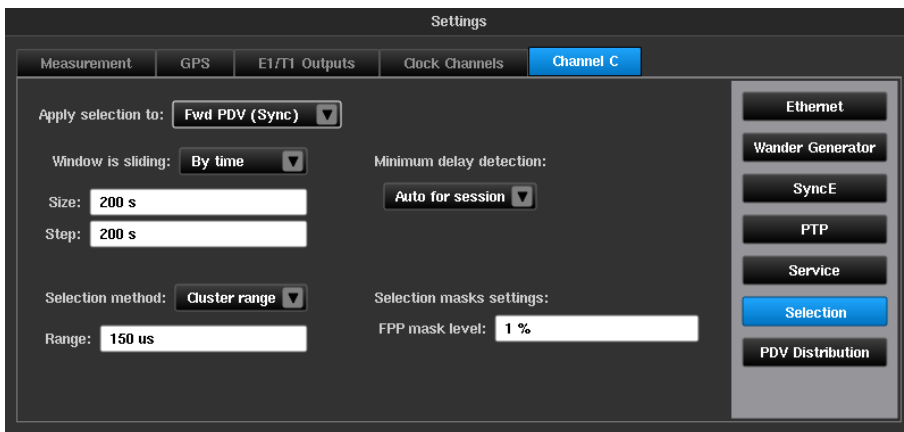 Settings
Measurement GPS E1/T1 Outputs Clock Channels Channel C
Apply selection to: Fwd PDV (Sync)
Window is sliding: By time
Size: 200 s
Step: 200 s
Minimum delay detection:
Auto for session
Selection method: Cluster range
Range: 150 us
Selection masks settings:
FPP mask level: 1 %
Ethernet
Wander Generator
SyncE
PTP
Service
Selection
PDV Distribution